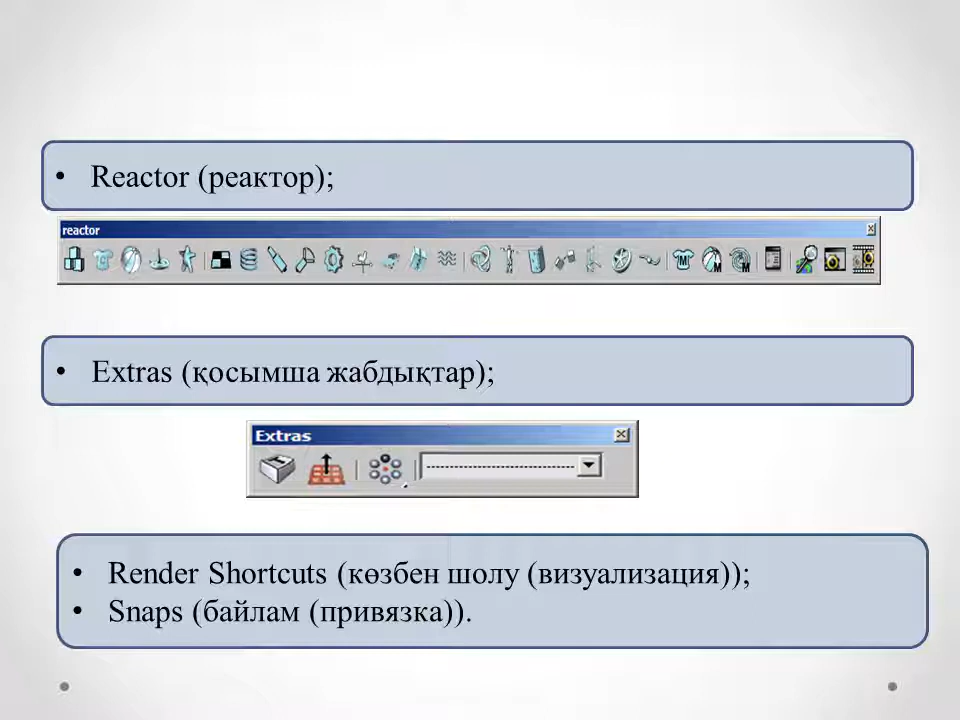 • Reactor (реактор);
reactor
• Extras (қосымша жабдықтар);
Extras
• Render Shortcuts (көзбен шолу (визуализация));
• Snaps (байлам (привязка)).